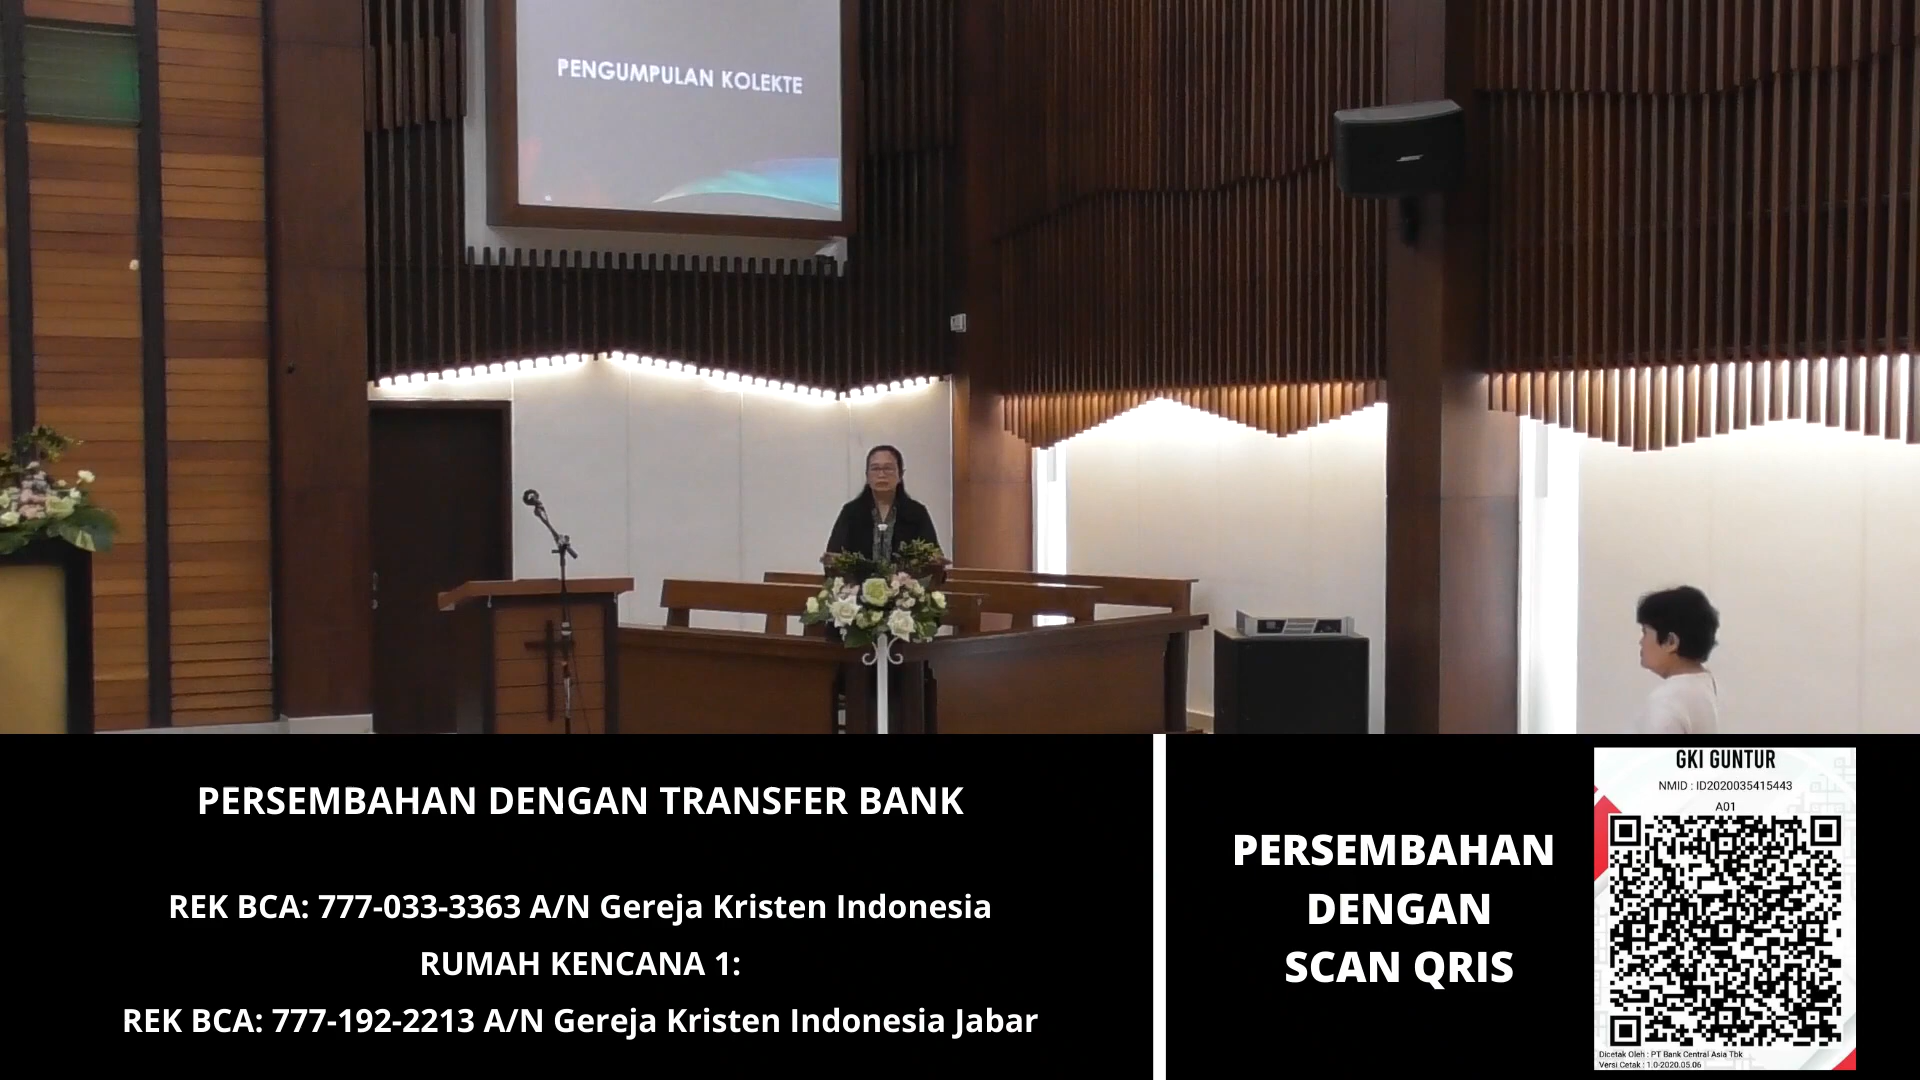 PENGUMPULAN KOLEKTE
BOSE
PERSEMBAHAN DENGAN TRANSFER BANK
REK BCA: 777-033-3363 A/N Gereja Kristen Indonesia
RUMAH KENCANA 1:
REK BCA: 777-192-2213 A/N Gereja Kristen Indonesia Jabar
PERSEMBAHAN
DENGAN
SCAN QRIS
GKI GUNTUR
NMID : ID2020035415443
A01
Dicetak Oleh : PT Bank Central Asia Tbk
Versi Cetak : 1.0-2020.05.06